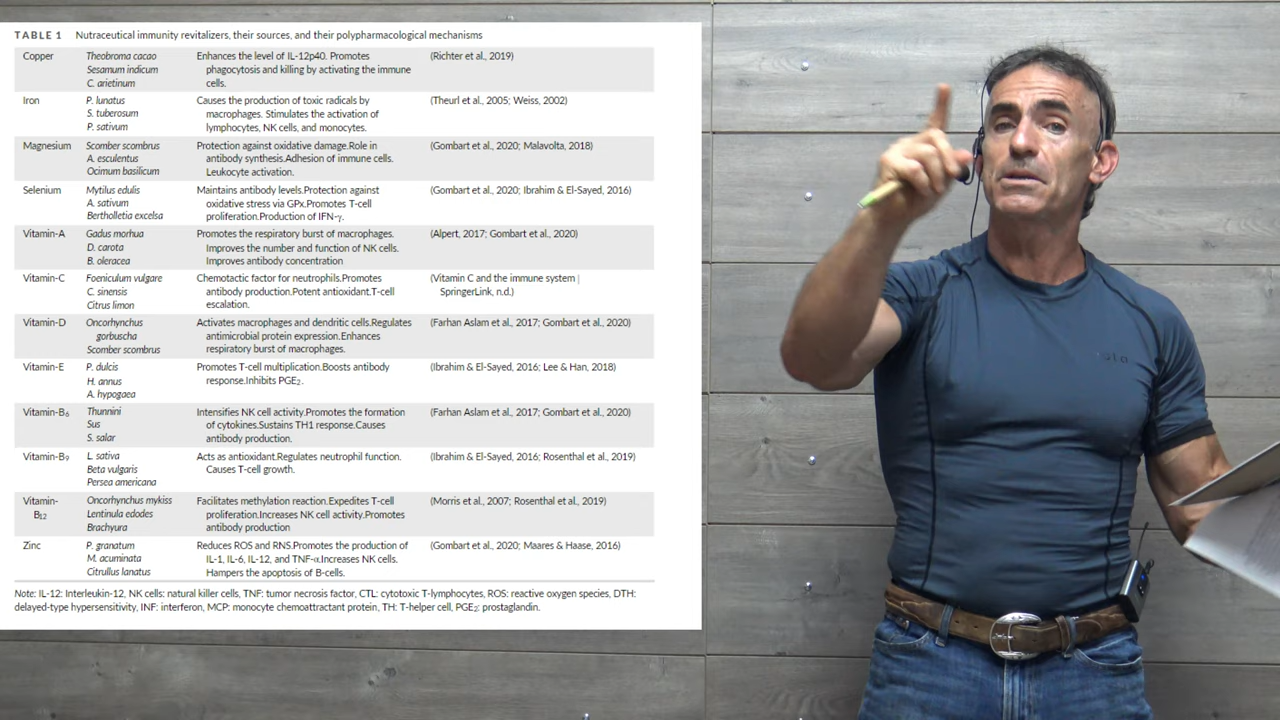 TABLE 1 Nutraceutical immunity revitalizers, their sources, and their polypharmacological mechanisms
Copper Theobroma cacao Enhances the level of IL-12p40. Promotes (Richter et al., 2019)
Sesamum indicum phagocytosis and killing by activating the immune
C. arietinum cells.
Iron P. lunatus Causes the production of toxic radicals by (Theurl et al., 2005; Weiss, 2002)
S. tuberosum macrophages. Stimulates the activation of
P. sativum lymphocytes, NK cells, and monocytes.
Magnesium Scomber scombrus Protection against oxidative damage.Role in (Gombart et al., 2020; Malavolta, 2018)
A. esculentus antibody synthesis.Adhesion of immune cells.
Ocimum basilicum Leukocyte activation.
Selenium Mytilus edulis Maintains antibody levels.Protection against (Gombart et al., 2020; Ibrahim & El-Sayed, 2016)
A. sativum oxidative stress via GPx.Promotes T-cell
Bertholletia excelsa proliferation.Production of IFN-γ.
Vitamin-A Gadus morhua Promotes the respiratory burst of macrophages. (Alpert, 2017; Gombart et al., 2020)
D. carota Improves the number and function of NK cells.
B. oleracea Improves antibody concentration
Vitamin-C Foeniculum vulgare Chemotactic factor for neutrophils.Promotes (Vitamin C and the immune system |
C. sinensis antibody production.Potent antioxidant.T-cell SpringerLink, n.d.)
Citrus limon escalation.
Vitamin-D Oncorhynchus Activates macrophages and dendritic cells.Regulates (Farhan Aslam et al., 2017; Gombart et al., 2020)
gorbuscha antimicrobial protein expression.Enhances
Scomber scombrus respiratory burst of macrophages.
Vitamin-E P. dulcis Promotes T-cell multiplication.Boosts antibody (Ibrahim & El-Sayed, 2016; Lee & Han, 2018)
H. annus response.Inhibits PGE₂.
A. hypogaea
Vitamin-B₆ Thunnini Intensifies NK cell activity.Promotes the formation (Farhan Aslam et al., 2017; Gombart et al., 2020)
Sus of cytokines.Sustains TH1 response.Causes
S. salar antibody production.
Vitamin-B₉ L. sativa Acts as antioxidant.Regulates neutrophil function. (Ibrahim & El-Sayed, 2016; Rosenthal et al., 2019)
Beta vulgaris Causes T-cell growth.
Persea americana
Vitamin- Oncorhynchus mykiss Facilitates methylation reaction.Expedites T-cell (Morris et al., 2007; Rosenthal et al., 2019)
B₁₂ Lentinula edodes proliferation.Increases NK cell activity.Promotes
Brachyura antibody production
Zinc P. granatum Reduces ROS and RNS.Promotes the production of (Gombart et al., 2020; Maares & Haase, 2016)
M. acuminata IL-1, IL-6, IL-12, and TNF-α.Increases NK cells.
Citrullus lanatus Hampers the apoptosis of B-cells.
Note: IL-12: Interleukin-12, NK cells: natural killer cells, TNF: tumor necrosis factor, CTL: cytotoxic T-lymphocytes, ROS: reactive oxygen species, DTH:
delayed-type hypersensitivity, INF: interferon, MCP: monocyte chemoattractant protein, TH: T-helper cell, PGE₂: prostaglandin.